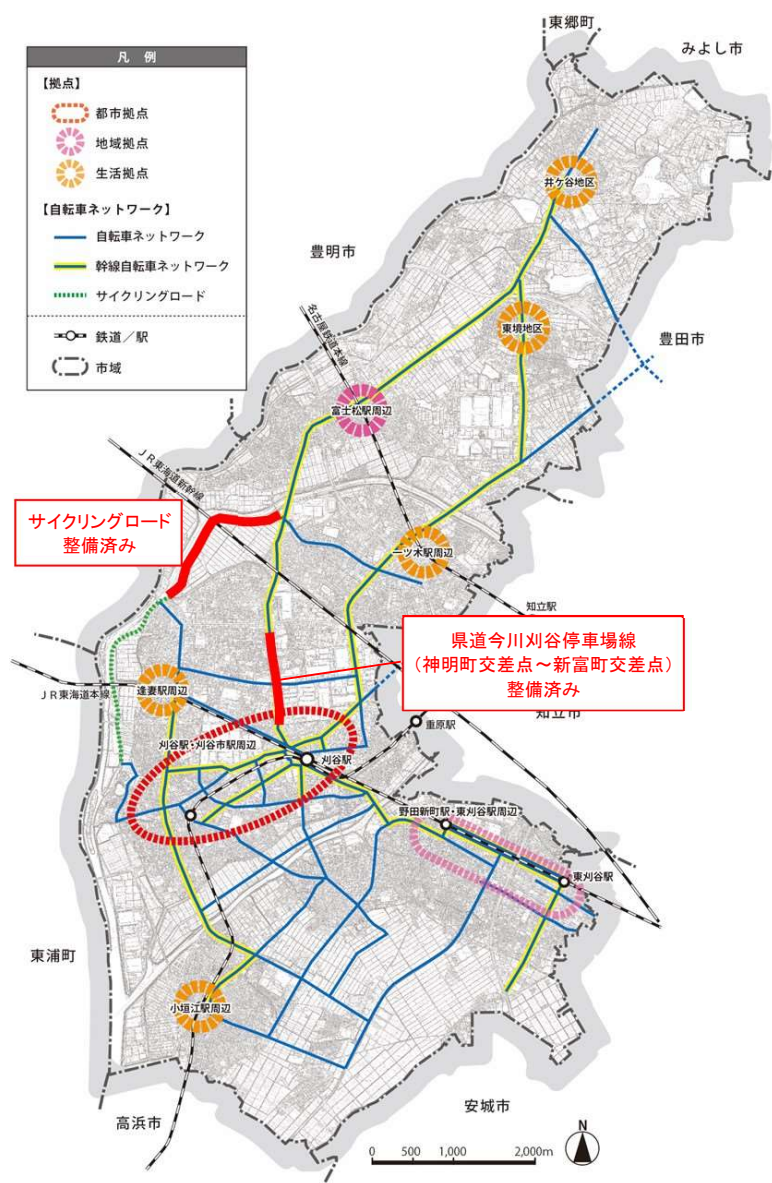 凡 例
【拠点】
都市拠点
地域拠点
生活拠点
【自転車ネットワーク】
自転車ネットワーク
幹線自転車ネットワーク
サイクリングロード
鉄道／駅
市域
東郷町
みよし市
井ケ谷地区
豊明市
名古屋鉄道本線
東境地区
豊田市
富士松駅周辺
JR東海道新幹線
サイクリングロード
整備済み
一ツ木駅周辺
知立駅
県道今川刈谷停車場線
（神明町交差点～新富町交差点）
整備済み
JR東海道本線
逢妻駅周辺
知立市
重原駅
刈谷駅・刈谷市駅周辺
刈谷駅
野田新町駅・東刈谷駅周辺
東刈谷駅
東浦町
小垣江駅周辺
高浜市
安城市
N
0 500 1,000 2,000m